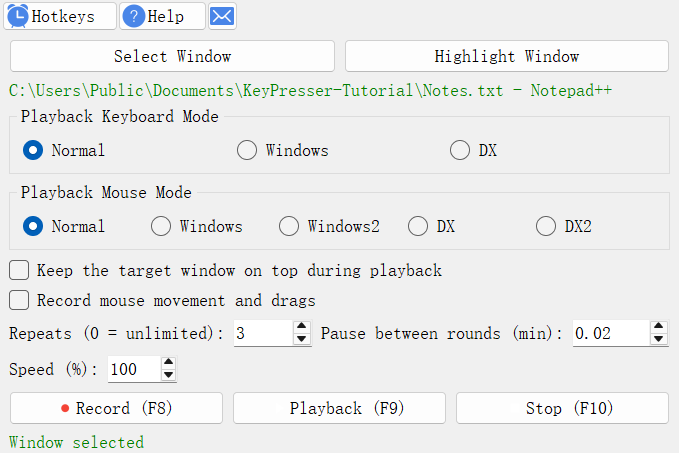 Hotkeys Help
Select Window Highlight Window
C:\Users\Public\Documents\KeyPresser-Tutorial\Notes.txt - Notepad++
Playback Keyboard Mode
Normal Windows DX
Playback Mouse Mode
Normal Windows Windows2 DX DX2
Keep the target window on top during playback
Record mouse movement and drags
Repeats (0 = unlimited): 3 Pause between rounds (min): 0.02
Speed (%): 100
Record (F8) Playback (F9) Stop (F10)
Window selected